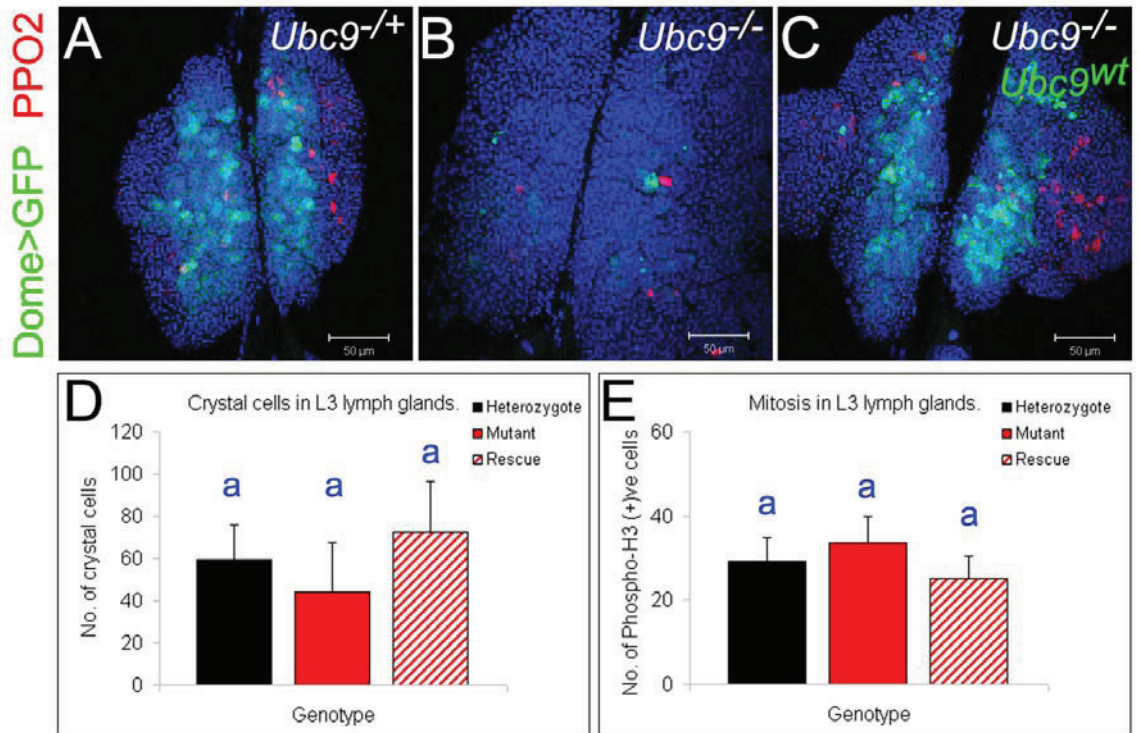 Dome>GFP PPO2
A
Ubc9-/+
50 µm
B
Ubc9-/-
50 µm
C
Ubc9-/-
Ubc9wt
50 µm
D
Crystal cells in L3 lymph glands.
Heterozygote
Mutant
Rescue
No. of crystal cells
120
100
80
60
40
20
0
a
a
a
Genotype
E
Mitosis in L3 lymph glands.
Heterozygote
Mutant
Rescue
No. of Phospho-H3 (+)ve cells
60
40
20
0
a
a
a
Genotype